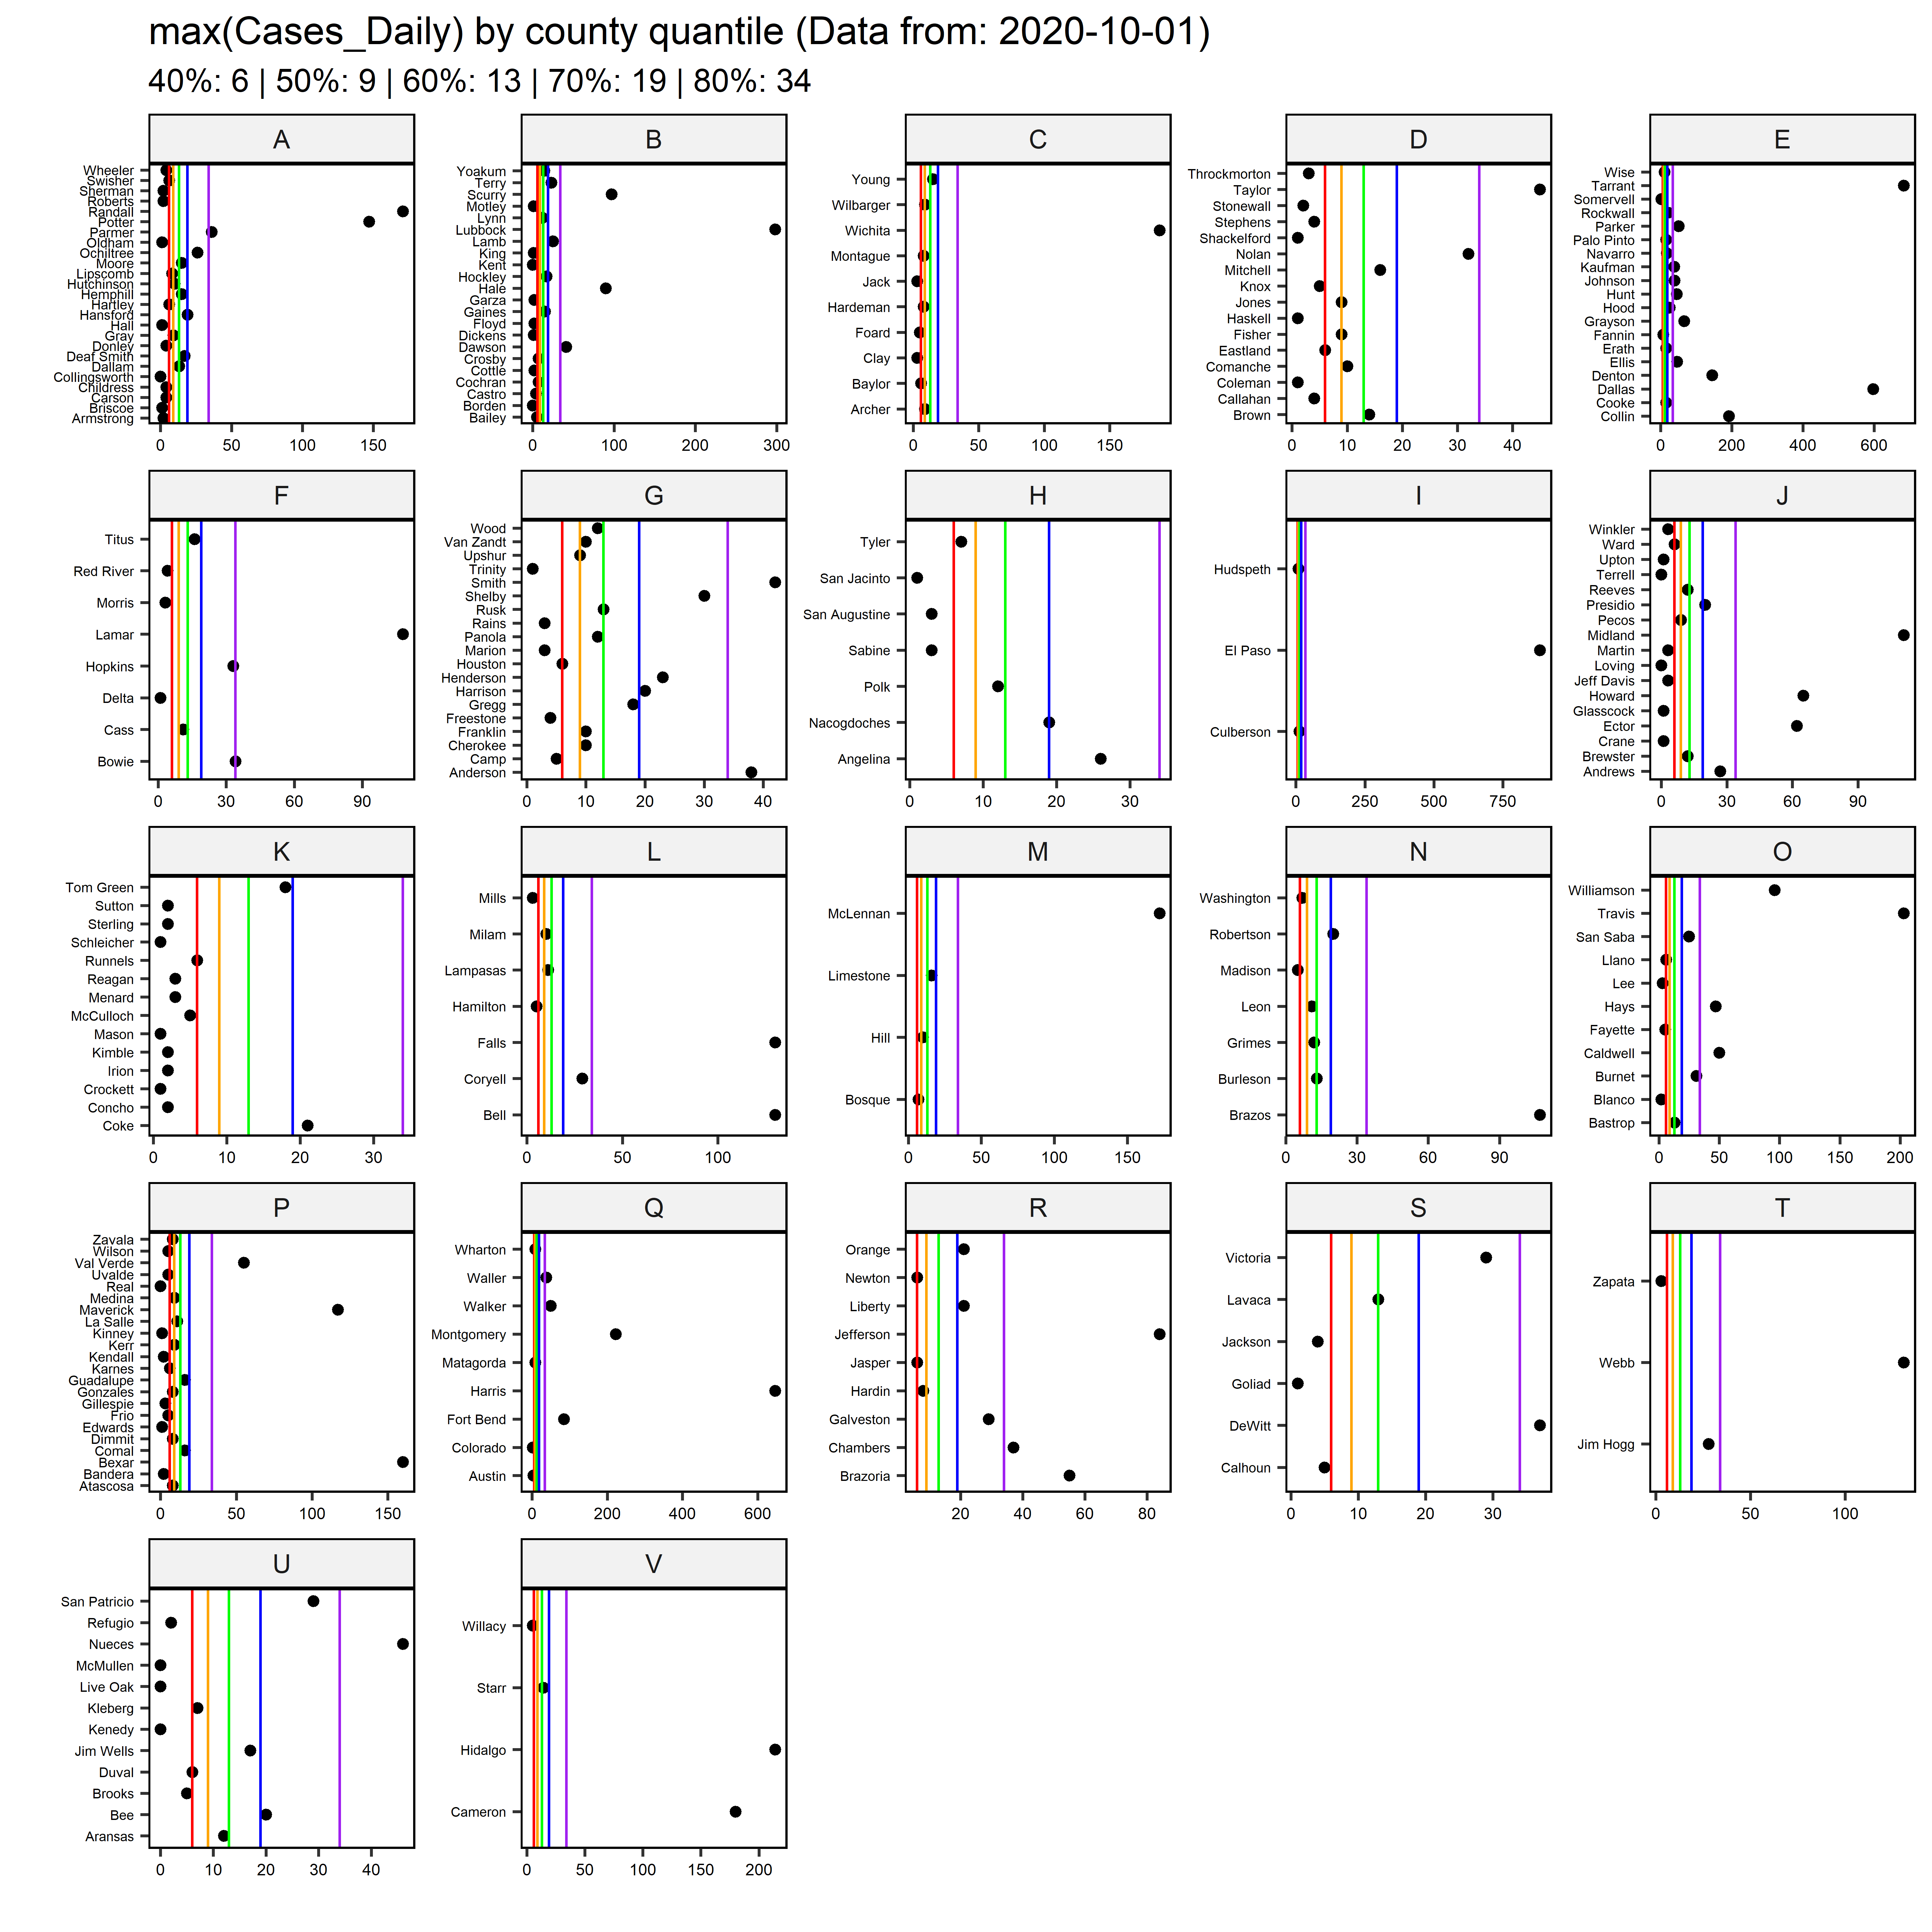 max(Cases_Daily) by county quantile (Data from: 2020-10-01)
40%: 6 | 50%: 9 | 60%: 13 | 70%: 19 | 80%: 34
A
Wheeler
Swisher
Sherman
Roberts
Randall
Potter
Parmer
Oldham
Ochiltree
Moore
Lipscomb
Hutchinson
Hemphill
Hartley
Hansford
Hall
Gray
Donley
Deaf Smith
Dallam
Collingsworth
Childress
Carson
Briscoe
Armstrong
0 50 100 150
B
Yoakum
Terry
Scurry
Motley
Lynn
Lubbock
Lamb
King
Kent
Hockley
Hale
Garza
Gaines
Floyd
Dickens
Dawson
Crosby
Cottle
Cochran
Castro
Borden
Bailey
0 100 200 300
C
Young
Wilbarger
Wichita
Montague
Jack
Hardeman
Foard
Clay
Baylor
Archer
0 50 100 150
D
Throckmorton
Taylor
Stonewall
Stephens
Shackelford
Nolan
Mitchell
Knox
Jones
Haskell
Fisher
Eastland
Comanche
Coleman
Callahan
Brown
0 10 20 30 40
E
Wise
Tarrant
Somervell
Rockwall
Parker
Palo Pinto
Navarro
Kaufman
Johnson
Hunt
Hood
Grayson
Fannin
Erath
Ellis
Denton
Dallas
Cooke
Collin
0 200 400 600
F
Titus
Red River
Morris
Lamar
Hopkins
Delta
Cass
Bowie
0 30 60 90
G
Wood
Van Zandt
Upshur
Trinity
Smith
Shelby
Rusk
Rains
Panola
Marion
Houston
Henderson
Harrison
Gregg
Freestone
Franklin
Cherokee
Camp
Anderson
0 10 20 30 40
H
Tyler
San Jacinto
San Augustine
Sabine
Polk
Nacogdoches
Angelina
0 10 20 30
I
Hudspeth
El Paso
Culberson
0 250 500 750
J
Winkler
Ward
Upton
Terrell
Reeves
Presidio
Pecos
Midland
Martin
Loving
Jeff Davis
Howard
Glasscock
Ector
Crane
Brewster
Andrews
0 30 60 90
K
Tom Green
Sutton
Sterling
Schleicher
Runnels
Reagan
Menard
McCulloch
Mason
Kimble
Irion
Crockett
Concho
Coke
0 10 20 30
L
Mills
Milam
Lampasas
Hamilton
Falls
Coryell
Bell
0 50 100
M
McLennan
Limestone
Hill
Bosque
0 50 100 150
N
Washington
Robertson
Madison
Leon
Grimes
Burleson
Brazos
0 30 60 90
O
Williamson
Travis
San Saba
Llano
Lee
Hays
Fayette
Caldwell
Burnet
Blanco
Bastrop
0 50 100 150 200
P
Zavala
Wilson
Val Verde
Uvalde
Real
Medina
Maverick
La Salle
Kinney
Kerr
Kendall
Karnes
Guadalupe
Gonzales
Gillespie
Frio
Edwards
Dimmit
Comal
Bexar
Bandera
Atascosa
0 50 100 150
Q
Wharton
Waller
Walker
Montgomery
Matagorda
Harris
Fort Bend
Colorado
Austin
0 200 400 600
R
Orange
Newton
Liberty
Jefferson
Jasper
Hardin
Galveston
Chambers
Brazoria
20 40 60 80
S
Victoria
Lavaca
Jackson
Goliad
DeWitt
Calhoun
0 10 20 30
T
Zapata
Webb
Jim Hogg
0 50 100
U
San Patricio
Refugio
Nueces
McMullen
Live Oak
Kleberg
Kenedy
Jim Wells
Duval
Brooks
Bee
Aransas
0 10 20 30 40
V
Willacy
Starr
Hidalgo
Cameron
0 50 100 150 200